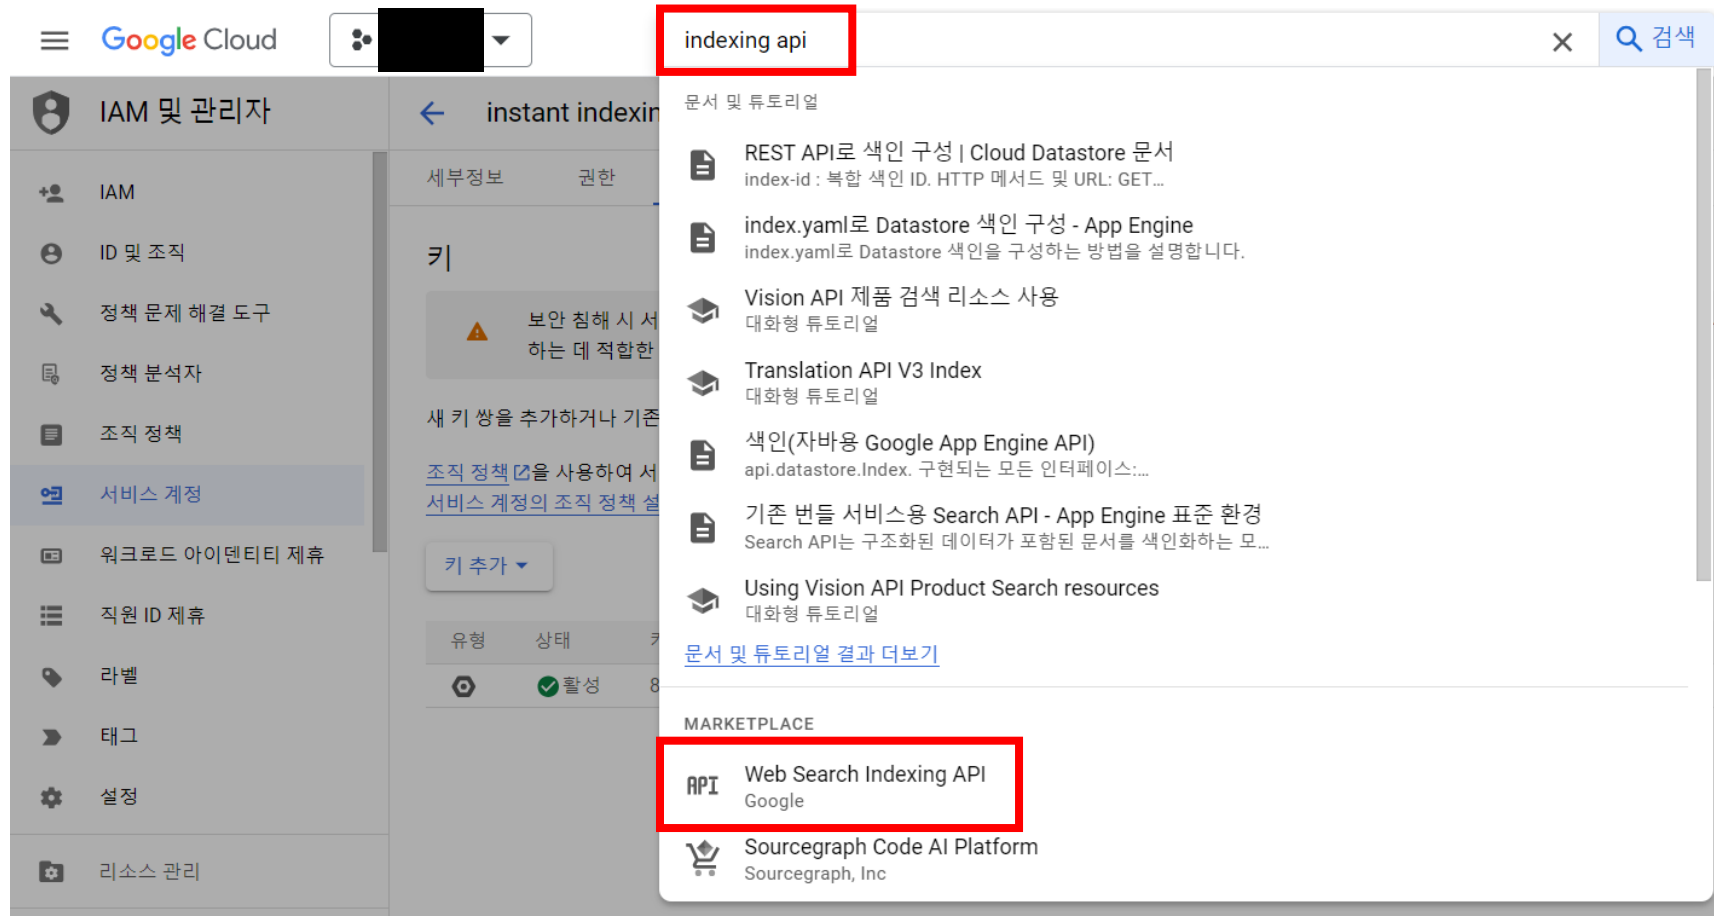 Google Cloud
indexing api
검색
IAM 및 관리자
IAM
ID 및 조직
정책 문제 해결 도구
정책 분석자
조직 정책
서비스 계정
워크로드 아이덴티티 제휴
직원 ID 제휴
라벨
태그
설정
리소스 관리
instant indexin
세부정보
권한
키
보안 침해 시 서
하는 데 적합한
새 키 쌍을 추가하거나 기존
조직 정책을 사용하여 서
서비스 계정의 조직 정책 설
키 추가
유형 상태
활성 8
문서 및 튜토리얼
REST API로 색인 구성 | Cloud Datastore 문서
index-id : 복합 색인 ID. HTTP 메서드 및 URL: GET...
index.yaml로 Datastore 색인 구성 - App Engine
index.yaml로 Datastore 색인을 구성하는 방법을 설명합니다.
Vision API 제품 검색 리소스 사용
대화형 튜토리얼
Translation API V3 Index
대화형 튜토리얼
색인(자바용 Google App Engine API)
api.datastore.Index. 구현되는 모든 인터페이스:...
기존 번들 서비스용 Search API - App Engine 표준 환경
Search API는 구조화된 데이터가 포함된 문서를 색인화하는 모...
Using Vision API Product Search resources
대화형 튜토리얼
문서 및 튜토리얼 결과 더보기
MARKETPLACE
API
Web Search Indexing API
Google
Sourcegraph Code AI Platform
Sourcegraph, Inc